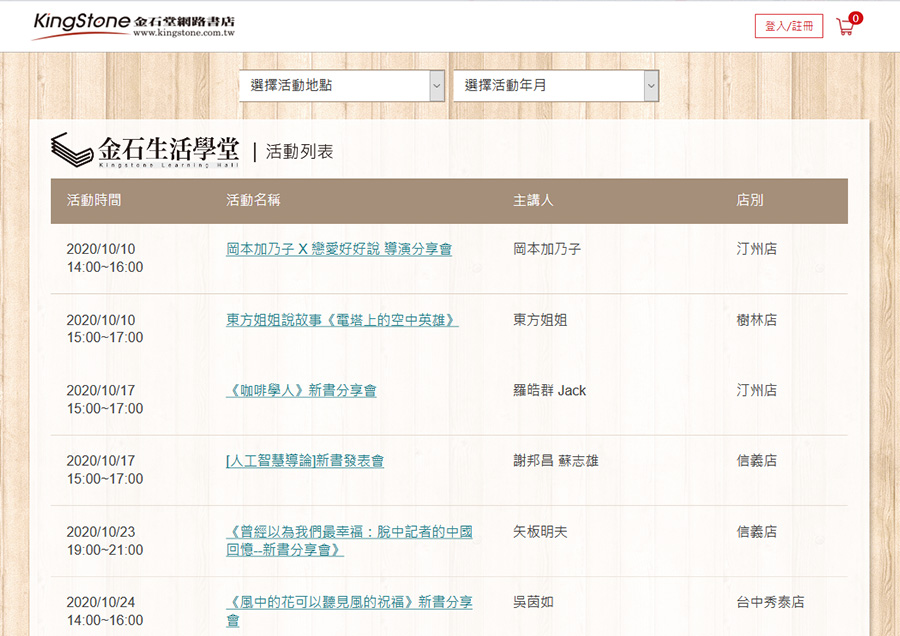 KingStone 金石堂網路書店
www.kingstone.com.tw
登入/註冊
0
選擇活動地點 選擇活動年月
金石生活學堂 | 活動列表
Kingstone Learning Hall
活動時間 活動名稱 主講人 店別
2020/10/10 岡本加乃子 X 戀愛好好說 導演分享會 岡本加乃子 汀州店
14:00~16:00
2020/10/10 東方姐姐說故事《電塔上的空中英雄》 東方姐姐 樹林店
15:00~17:00
2020/10/17 《咖啡學人》新書分享會 羅皓群 Jack 汀州店
15:00~17:00
2020/10/17 [人工智慧導論]新書發表會 謝邦昌 蘇志雄 信義店
15:00~17:00
2020/10/23 《曾經以為我們最幸福：脫中記者的中國 矢板明夫 信義店
19:00~21:00 回憶--新書分享會》
2020/10/24 《風中的花可以聽見風的祝福》新書分享 吳茵如 台中秀泰店
14:00~16:00 會